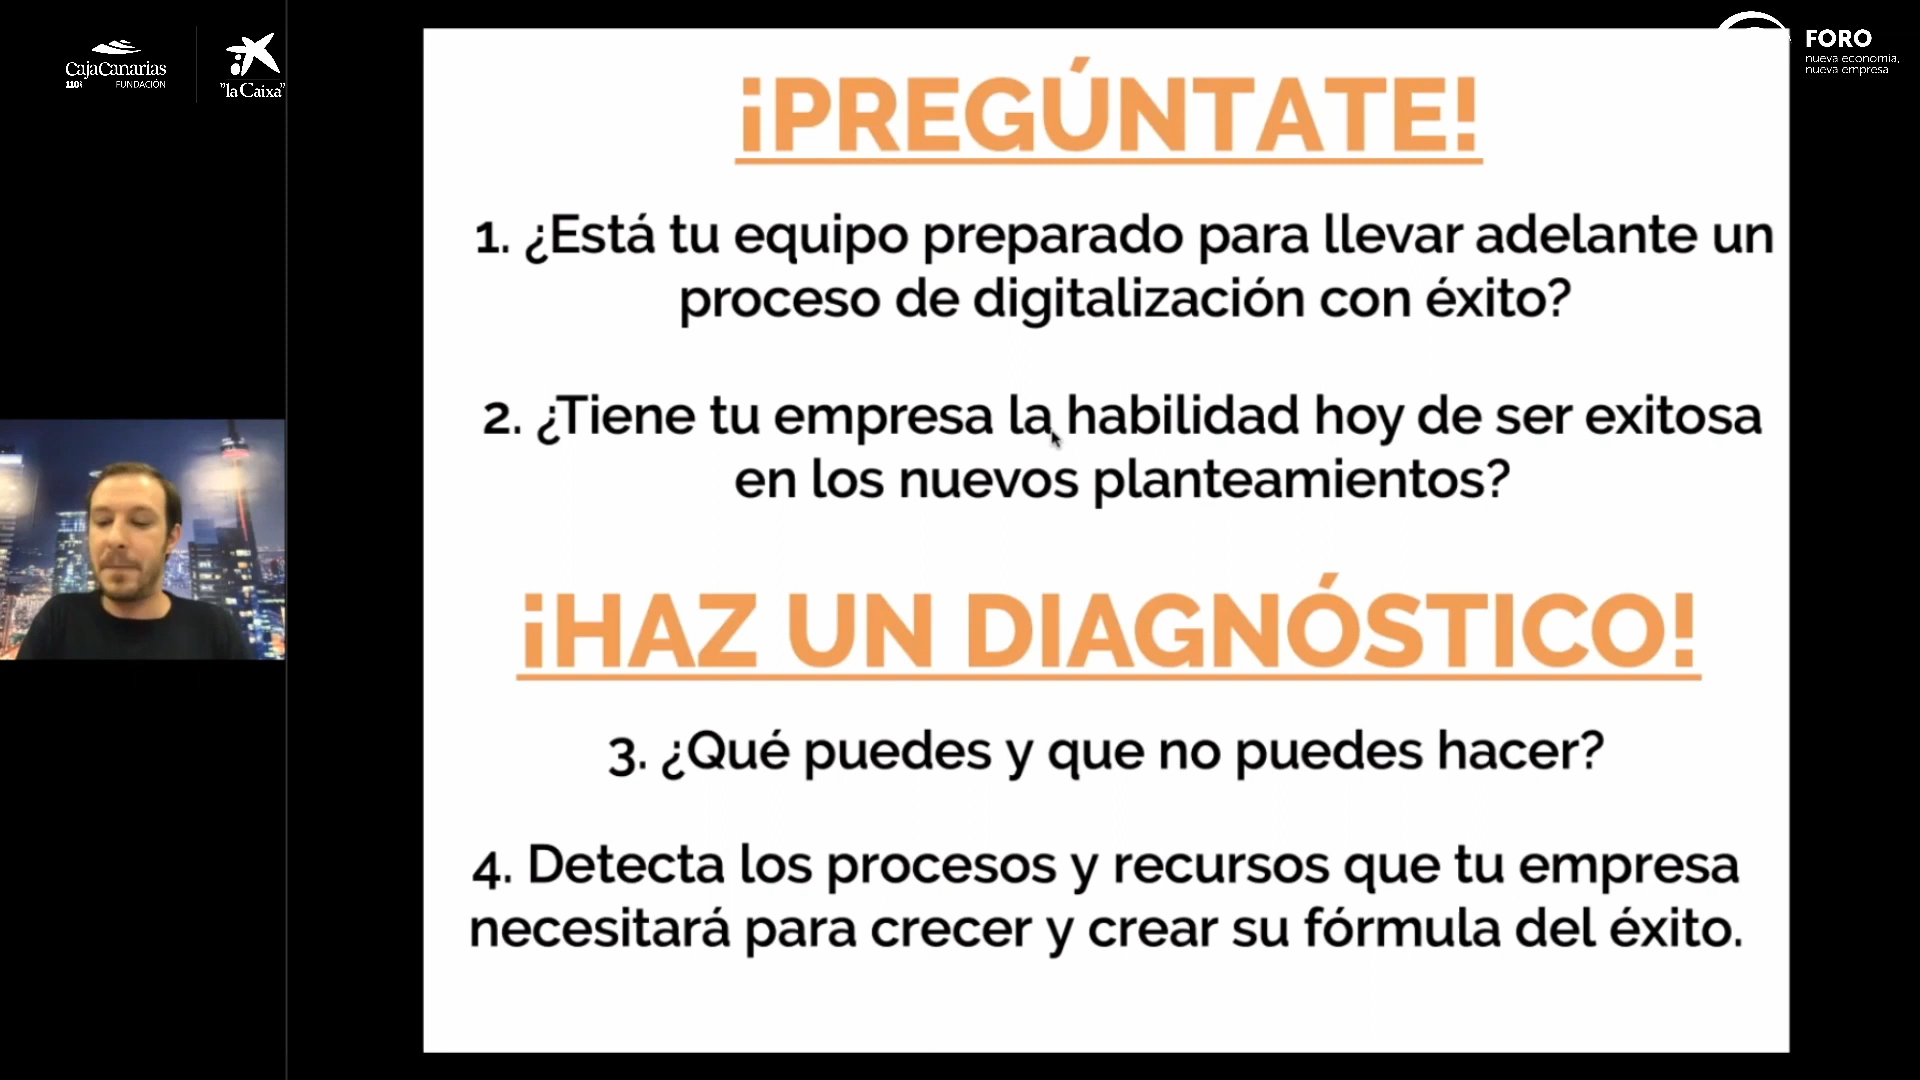 CajaCanarias
FUNDACIÓN
"la Caixa"
FORO
nueva economía,
nueva empresa
¡PREGÚNTATE!
1. ¿Está tu equipo preparado para llevar adelante un
proceso de digitalización con éxito?
2. ¿Tiene tu empresa la habilidad hoy de ser exitosa
en los nuevos planteamientos?
¡HAZ UN DIAGNÓSTICO!
3. ¿Qué puedes y que no puedes hacer?
4. Detecta los procesos y recursos que tu empresa
necesitará para crecer y crear su fórmula del éxito.